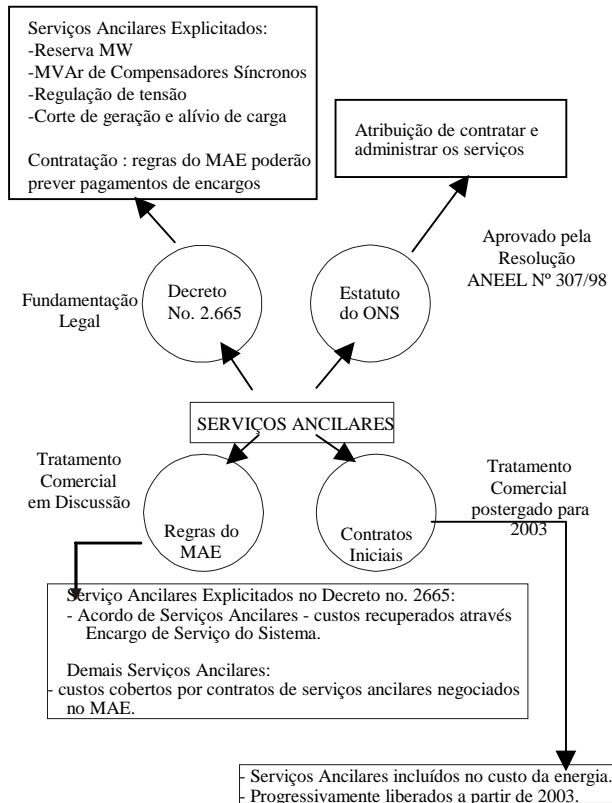 Serviços Ancilares Explicitados:
-Reserva MW
-MVAr de Compensadores Síncronos
-Regulação de tensão
-Corte de geração e alívio de carga
Contratação : regras do MAE poderão
prever pagamentos de encargos
Atribuição de contratar e
administrar os serviços
Aprovado pela
Resolução
ANEEL Nº 307/98
Fundamentação
Legal
Decreto
No. 2.665
Estatuto
do ONS
SERVIÇOS ANCILARES
Tratamento
Comercial
em Discussão
Regras do
MAE
Contratos
Iniciais
Tratamento
Comercial
postergado para
2003
Serviço Ancilares Explicitados no Decreto no. 2665:
- Acordo de Serviços Ancilares - custos recuperados através
Encargo de Serviço do Sistema.
Demais Serviços Ancilares:
- custos cobertos por contratos de serviços ancilares negociados
no MAE.
- Serviços Ancilares incluídos no custo da energia.
- Progressivamente liberados a partir de 2003.